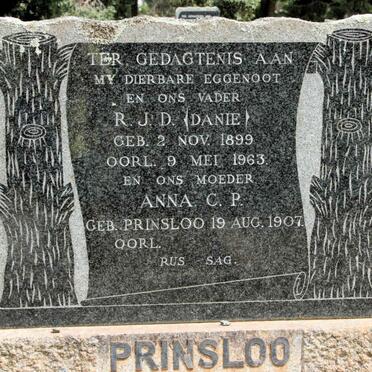 TER GEDAGTENIS AAN
MY DIERBARE EGGENOOT
EN ONS VADER
R. J. D. (DANIE)
GEB. 2 NOV. 1899
OORL. 9 MEI 1963.
EN ONS MOEDER
ANNA C. P.
GEB. PRINSLOO 19 AUG. 1907.
OORL.
RUS SAG.
PRINSLOO